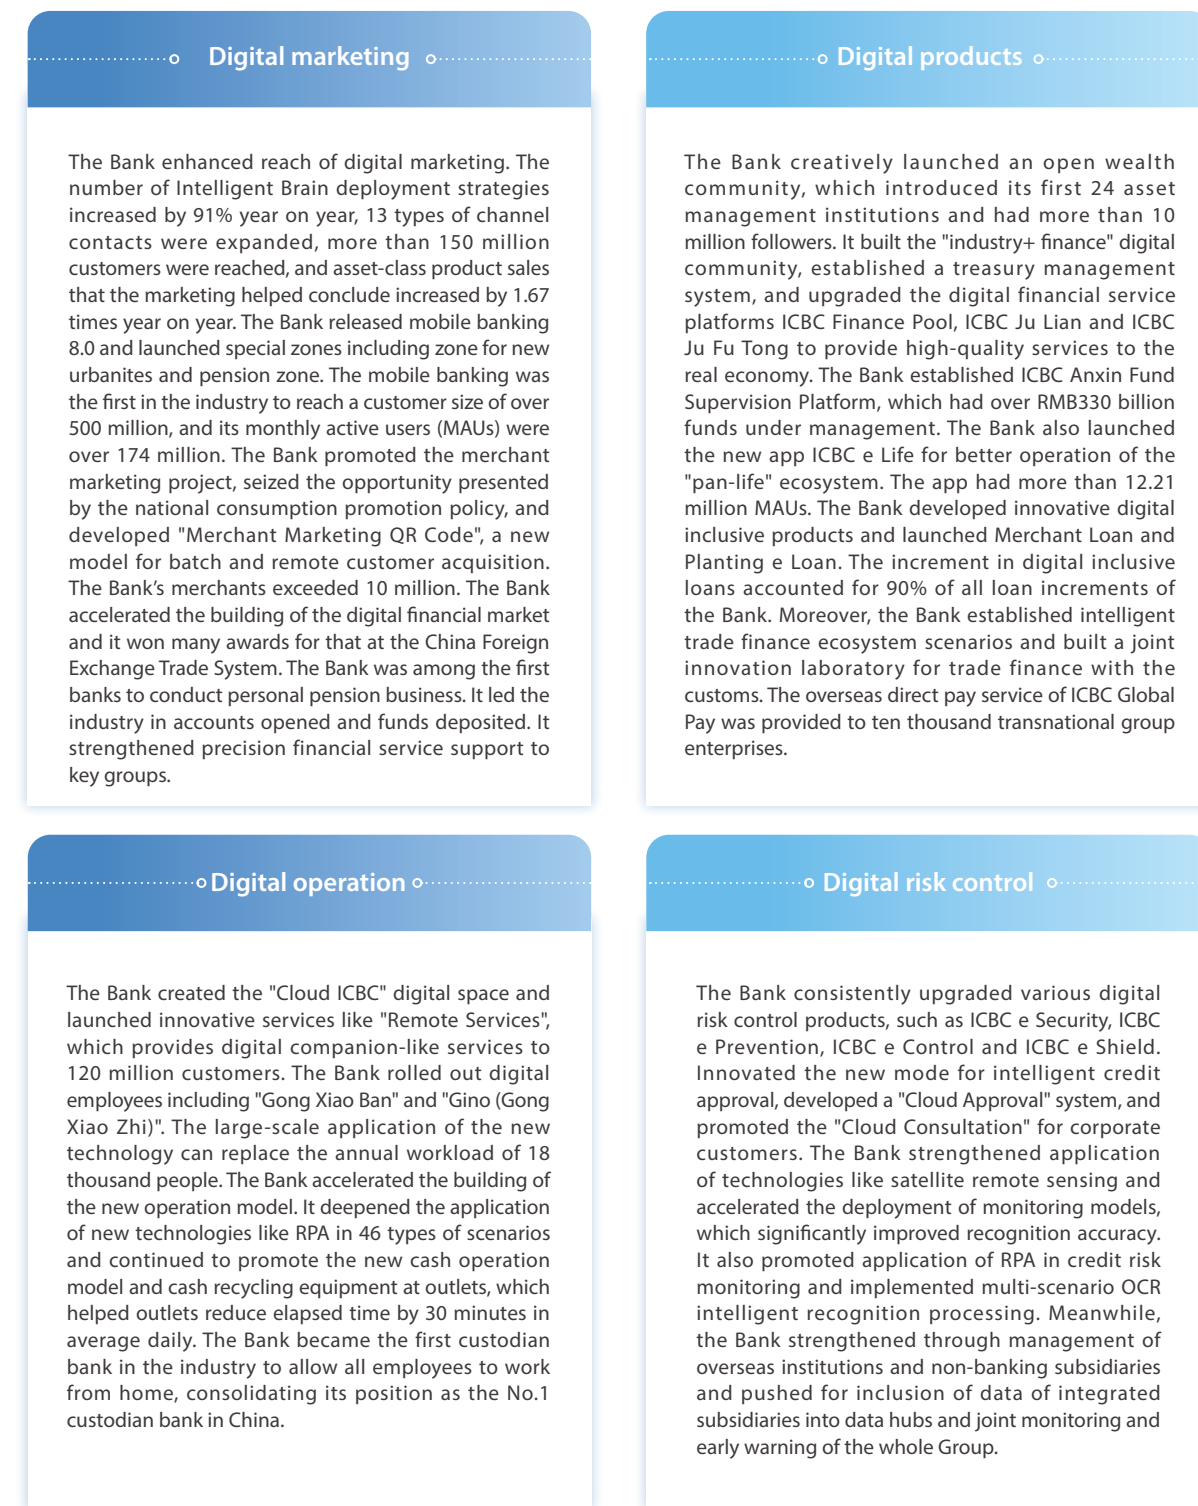 Digital marketing
The Bank enhanced reach of digital marketing. The
number of Intelligent Brain deployment strategies
increased by 91% year on year, 13 types of channel
contacts were expanded, more than 150 million
customers were reached, and asset-class product sales
that the marketing helped conclude increased by 1.67
times year on year. The Bank released mobile banking
8.0 and launched special zones including zone for new
urbanites and pension zone. The mobile banking was
the first in the industry to reach a customer size of over
500 million, and its monthly active users (MAUs) were
over 174 million. The Bank promoted the merchant
marketing project, seized the opportunity presented
by the national consumption promotion policy, and
developed "Merchant Marketing QR Code", a new
model for batch and remote customer acquisition.
The Bank’s merchants exceeded 10 million. The Bank
accelerated the building of the digital financial market
and it won many awards for that at the China Foreign
Exchange Trade System. The Bank was among the first
banks to conduct personal pension business. It led the
industry in accounts opened and funds deposited. It
strengthened precision financial service support to
key groups.
Digital products
The Bank creatively launched an open wealth
community, which introduced its first 24 asset
management institutions and had more than 10
million followers. It built the "industry+ finance" digital
community, established a treasury management
system, and upgraded the digital financial service
platforms ICBC Finance Pool, ICBC Ju Lian and ICBC
Ju Fu Tong to provide high-quality services to the
real economy. The Bank established ICBC Anxin Fund
Supervision Platform, which had over RMB330 billion
funds under management. The Bank also launched
the new app ICBC e Life for better operation of the
"pan-life" ecosystem. The app had more than 12.21
million MAUs. The Bank developed innovative digital
inclusive products and launched Merchant Loan and
Planting e Loan. The increment in digital inclusive
loans accounted for 90% of all loan increments of
the Bank. Moreover, the Bank established intelligent
trade finance ecosystem scenarios and built a joint
innovation laboratory for trade finance with the
customs. The overseas direct pay service of ICBC Global
Pay was provided to ten thousand transnational group
enterprises.
Digital operation
The Bank created the "Cloud ICBC" digital space and
launched innovative services like "Remote Services",
which provides digital companion-like services to
120 million customers. The Bank rolled out digital
employees including "Gong Xiao Ban" and "Gino (Gong
Xiao Zhi)". The large-scale application of the new
technology can replace the annual workload of 18
thousand people. The Bank accelerated the building of
the new operation model. It deepened the application
of new technologies like RPA in 46 types of scenarios
and continued to promote the new cash operation
model and cash recycling equipment at outlets, which
helped outlets reduce elapsed time by 30 minutes in
average daily. The Bank became the first custodian
bank in the industry to allow all employees to work
from home, consolidating its position as the No.1
custodian bank in China.
Digital risk control
The Bank consistently upgraded various digital
risk control products, such as ICBC e Security, ICBC
e Prevention, ICBC e Control and ICBC e Shield.
Innovated the new mode for intelligent credit
approval, developed a "Cloud Approval" system, and
promoted the "Cloud Consultation" for corporate
customers. The Bank strengthened application
of technologies like satellite remote sensing and
accelerated the deployment of monitoring models,
which significantly improved recognition accuracy.
It also promoted application of RPA in credit risk
monitoring and implemented multi-scenario OCR
intelligent recognition processing. Meanwhile,
the Bank strengthened through management of
overseas institutions and non-banking subsidiaries
and pushed for inclusion of data of integrated
subsidiaries into data hubs and joint monitoring and
early warning of the whole Group.